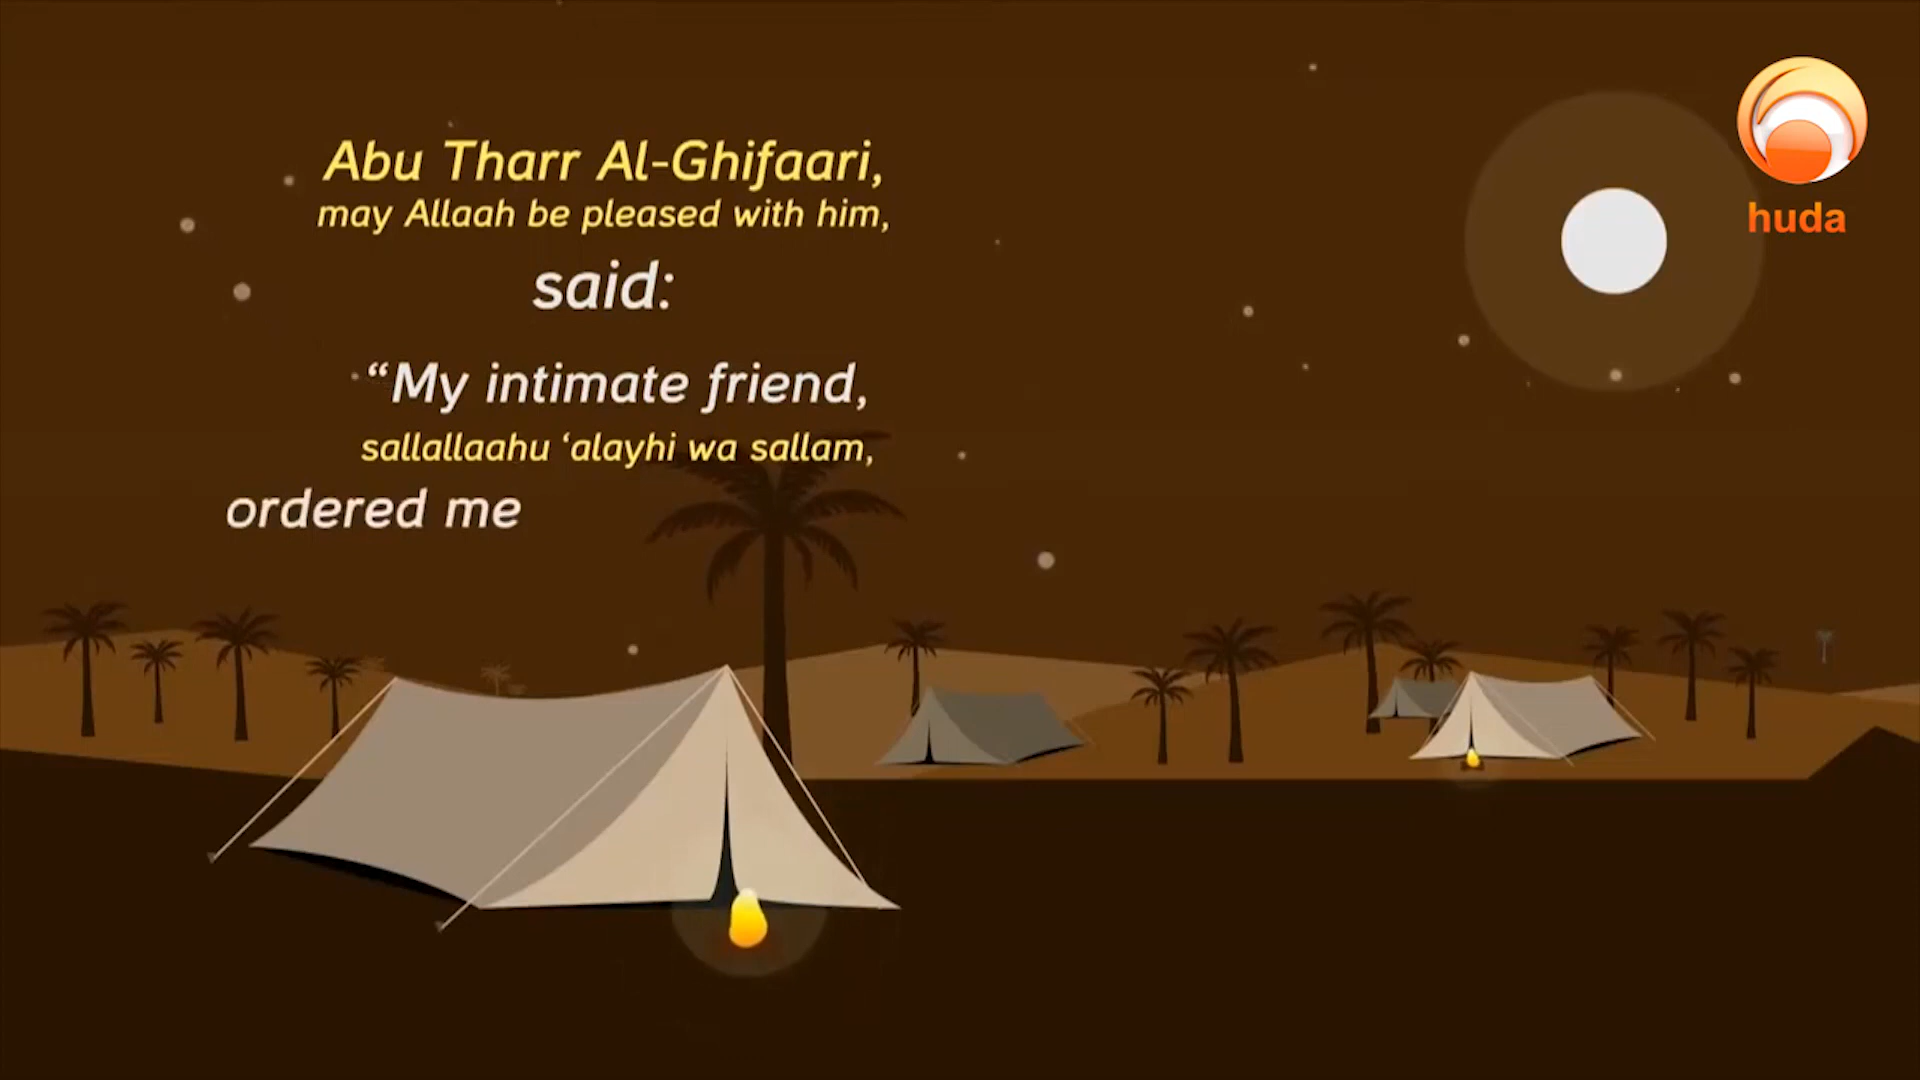 Abu Tharr Al-Ghifaari,
may Allaah be pleased with him,
said:
“My intimate friend,
sallallaahu ‘alayhi wa sallam,
ordered me
huda